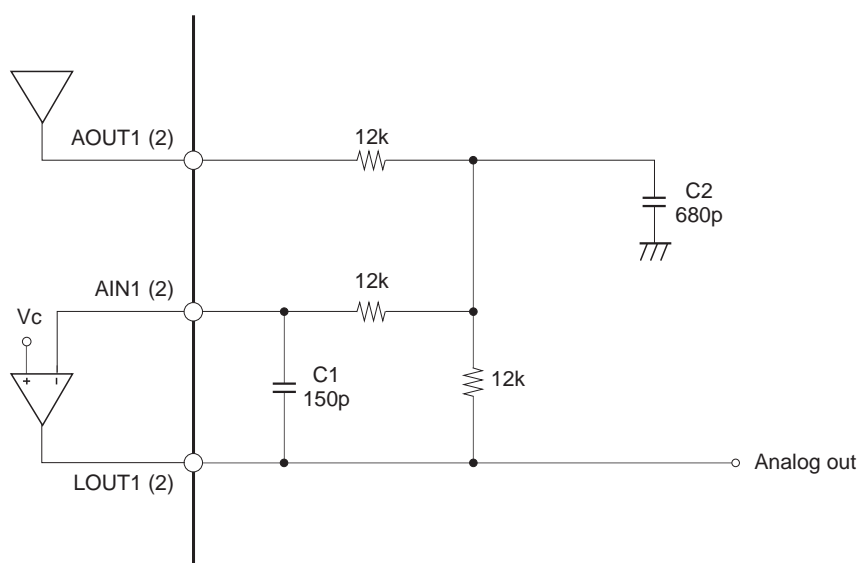 AOUT1 (2)
12k
C2
680p
AIN1 (2)
12k
Vc
+ –
C1
150p
12k
LOUT1 (2)
Analog out